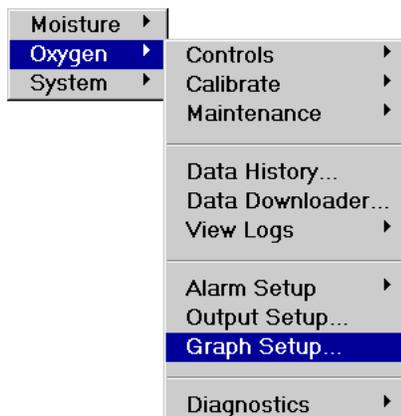 Moisture
Oxygen
System
Controls
Calibrate
Maintenance
Data History...
Data Downloader...
View Logs
Alarm Setup
Output Setup...
Graph Setup...
Diagnostics